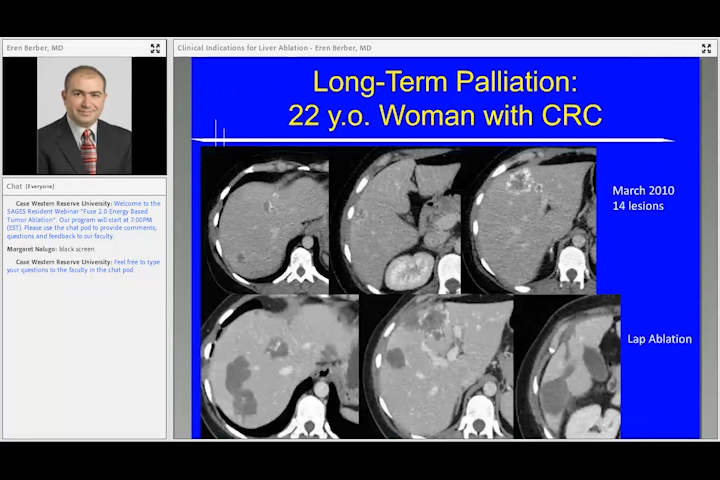 Eren Berber, MD
Clinical Indications for Liver Ablation - Eren Berber, MD
Chat (Everyone)
Case Western Reserve University: Welcome to the
SAGES Resident Webinar "Fuse 2.0 Energy Based
Tumor Ablation". Our program will start at 7:00PM
(EST). Please use the chat pod to provide comments,
questions and feedback to our faculty
Margaret Nalugo: black screen
Case Western Reserve University: Feel free to type
your questions to the faculty in the chat pod.
Long-Term Palliation:
22 y.o. Woman with CRC
March 2010
14 lesions
Lap Ablation